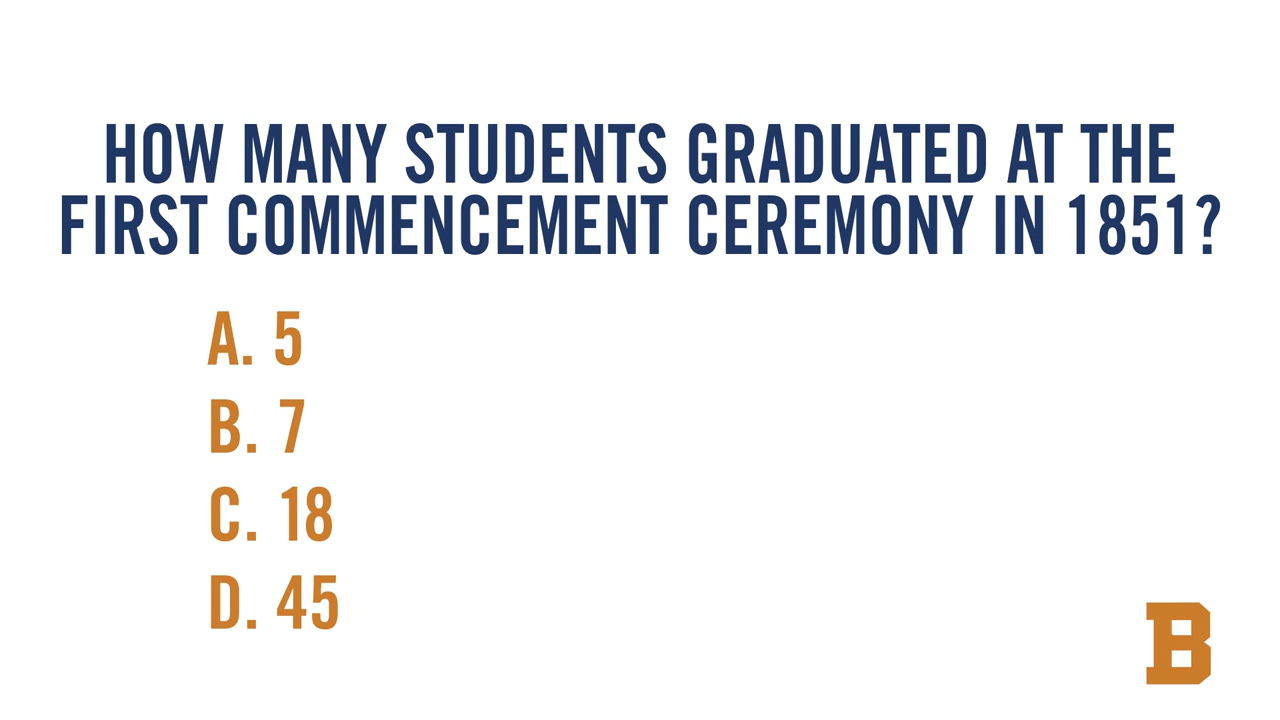 HOW MANY STUDENTS GRADUATED AT THE
FIRST COMMENCEMENT CEREMONY IN 1851?
A. 5
B. 7
C. 18
D. 45
B